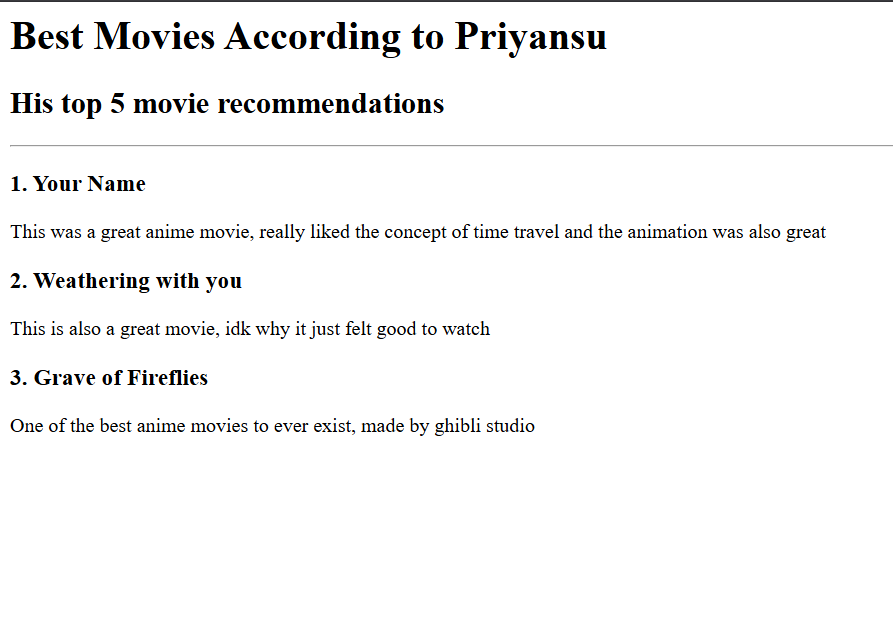 Best Movies According to Priyansu
His top 5 movie recommendations
1. Your Name
This was a great anime movie, really liked the concept of time travel and the animation was also great
2. Weathering with you
This is also a great movie, idk why it just felt good to watch
3. Grave of Fireflies
One of the best anime movies to ever exist, made by ghibli studio